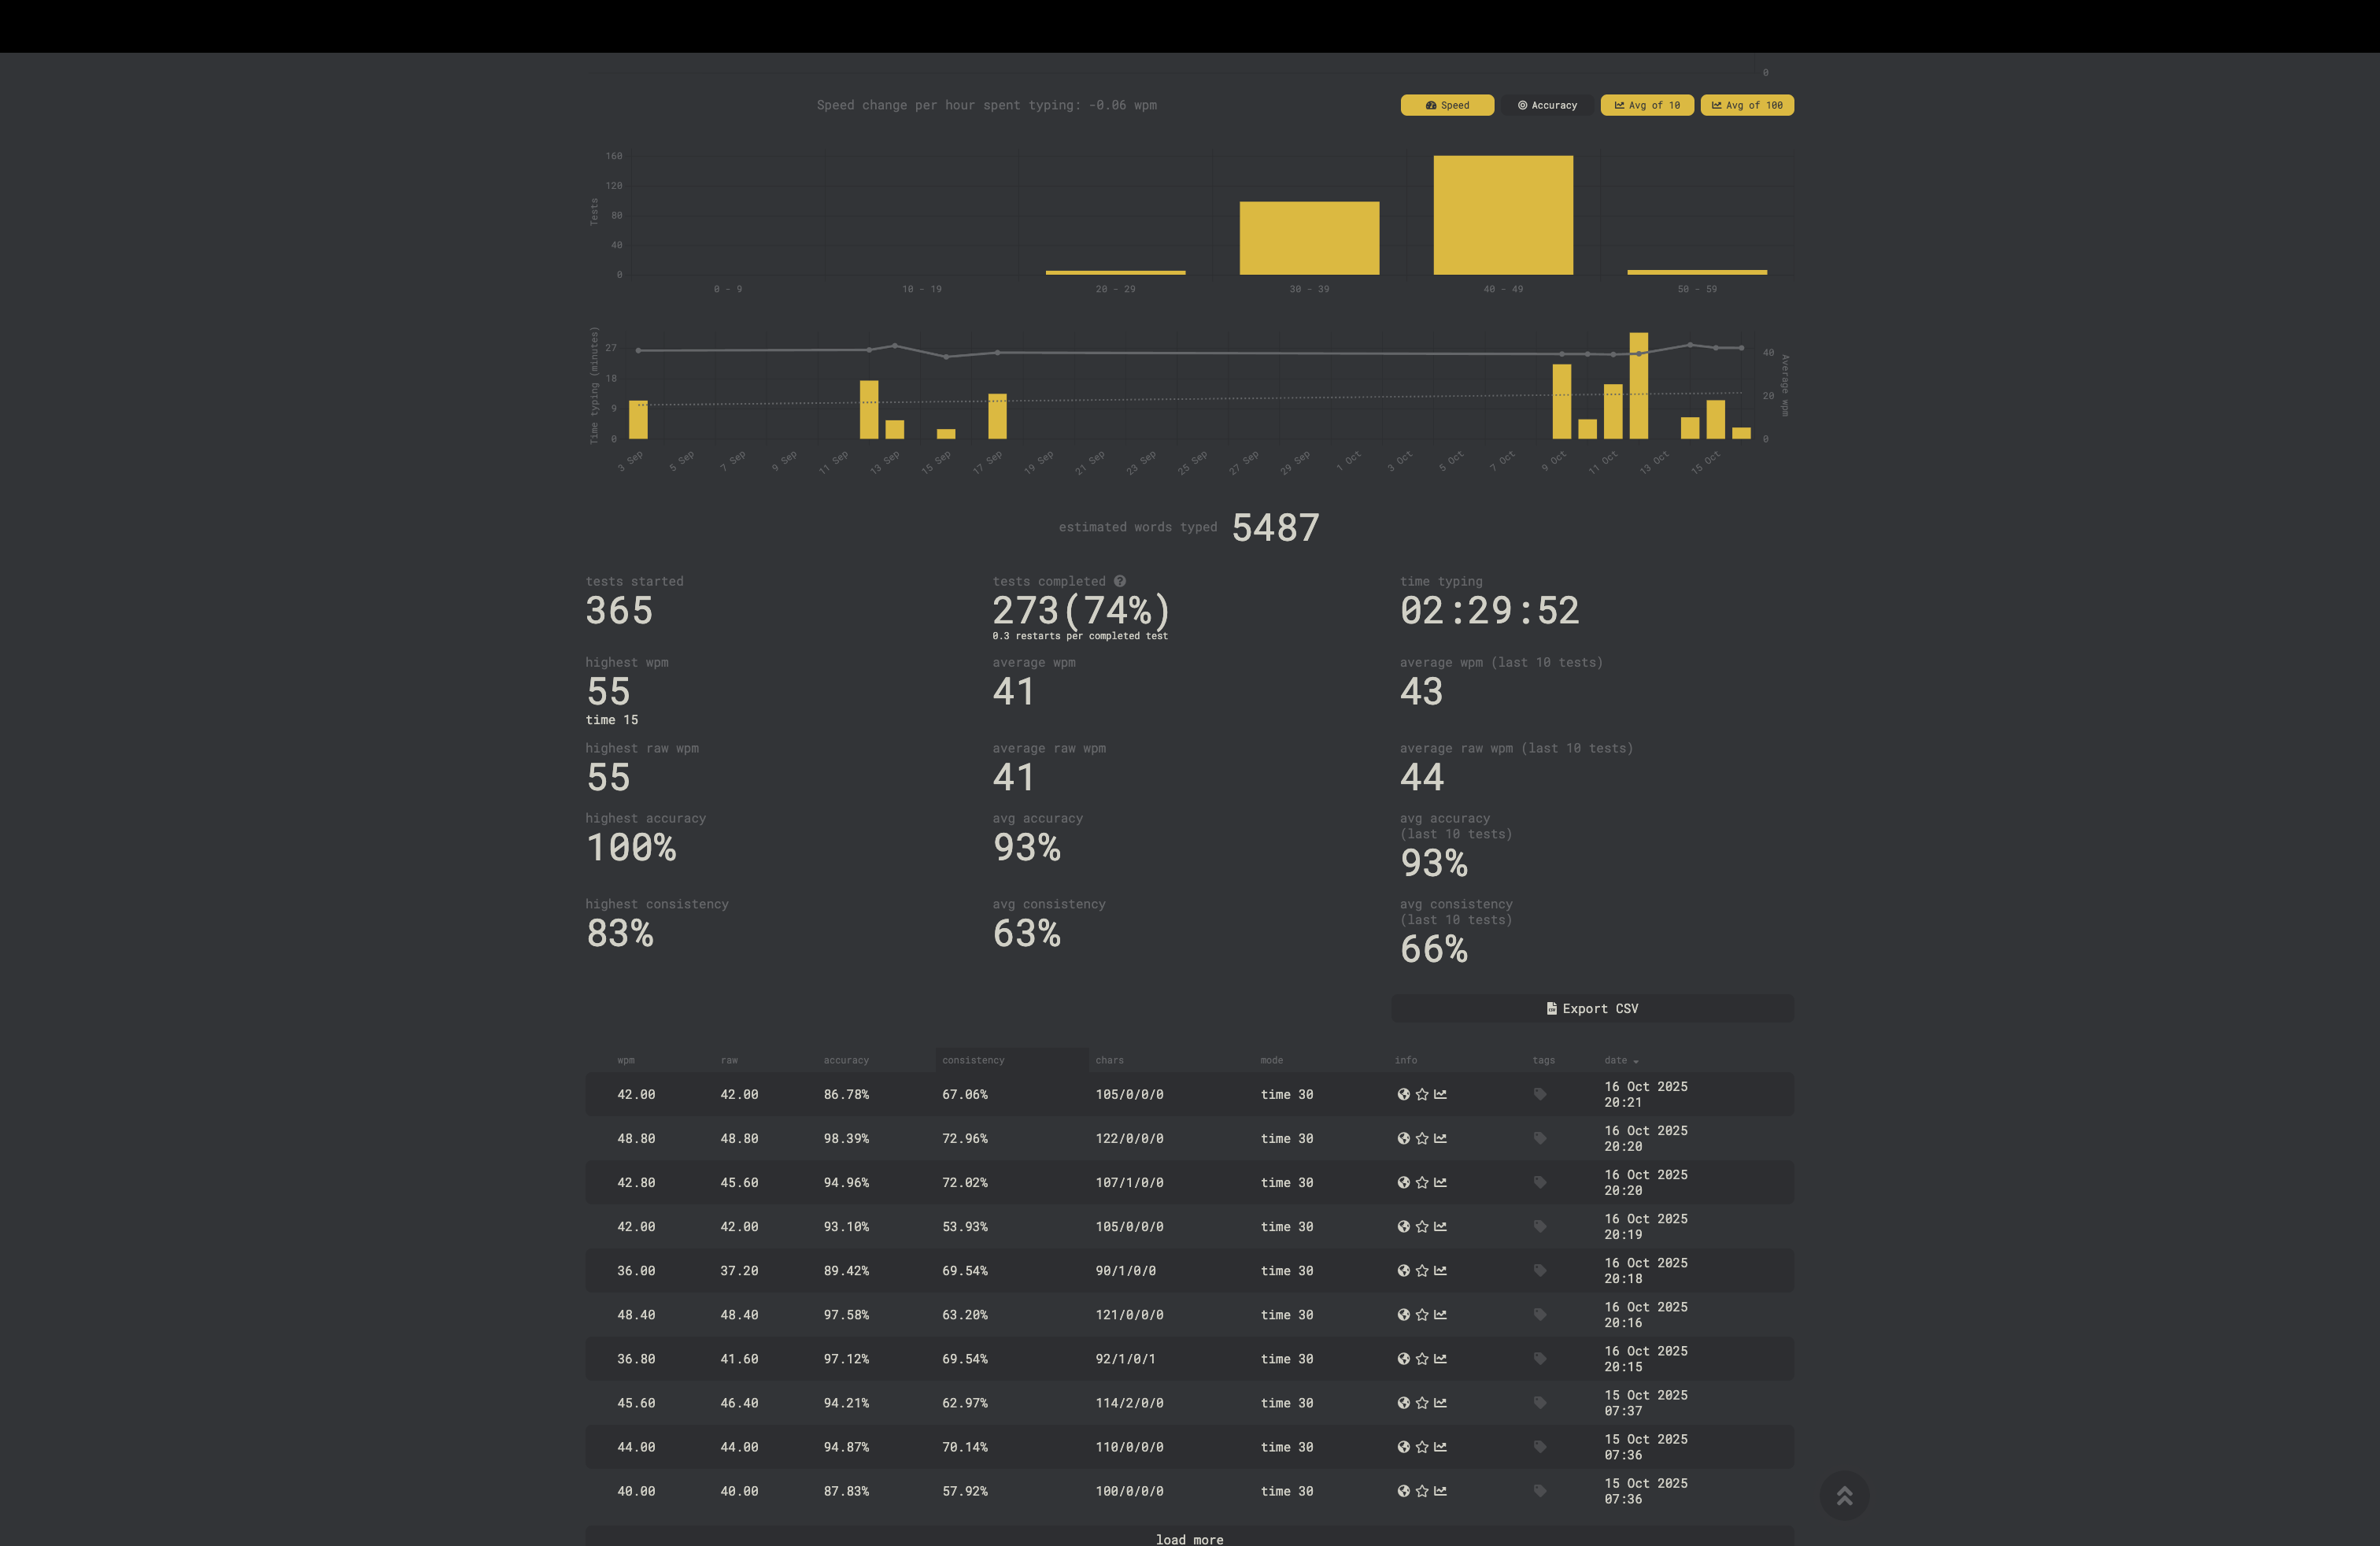 0
Speed change per hour spent typing: -0.06 wpm
Speed Accuracy Avg of 10 Avg of 100
Tests
160
120
80
40
0
0 - 9 10 - 19 20 - 29 30 - 39 40 - 49 50 - 59
Time typing (minutes)
27
18
9
0
40
20
0
Average wpm
3 Sep 5 Sep 7 Sep 9 Sep 11 Sep 13 Sep 15 Sep 17 Sep 19 Sep 21 Sep 23 Sep 25 Sep 27 Sep 29 Sep 1 Oct 3 Oct 5 Oct 7 Oct 9 Oct 11 Oct 13 Oct 15 Oct
estimated words typed 5487
tests started
365
tests completed
273(74%)
0.3 restarts per completed test
time typing
02:29:52
highest wpm
55
time 15
average wpm
41
average wpm (last 10 tests)
43
highest raw wpm
55
average raw wpm
41
average raw wpm (last 10 tests)
44
highest accuracy
100%
avg accuracy
93%
avg accuracy
(last 10 tests)
93%
highest consistency
83%
avg consistency
63%
avg consistency
(last 10 tests)
66%
Export CSV
wpm raw accuracy consistency chars mode info tags date
42.00 42.00 86.78% 67.06% 105/0/0/0 time 30 16 Oct 2025
20:21
48.80 48.80 98.39% 72.96% 122/0/0/0 time 30 16 Oct 2025
20:20
42.80 45.60 94.96% 72.02% 107/1/0/0 time 30 16 Oct 2025
20:20
42.00 42.00 93.10% 53.93% 105/0/0/0 time 30 16 Oct 2025
20:19
36.00 37.20 89.42% 69.54% 90/1/0/0 time 30 16 Oct 2025
20:18
48.40 48.40 97.58% 63.20% 121/0/0/0 time 30 16 Oct 2025
20:16
36.80 41.60 97.12% 69.54% 92/1/0/1 time 30 16 Oct 2025
20:15
45.60 46.40 94.21% 62.97% 114/2/0/0 time 30 15 Oct 2025
07:37
44.00 44.00 94.87% 70.14% 110/0/0/0 time 30 15 Oct 2025
07:36
40.00 40.00 87.83% 57.92% 100/0/0/0 time 30 15 Oct 2025
07:36
load more